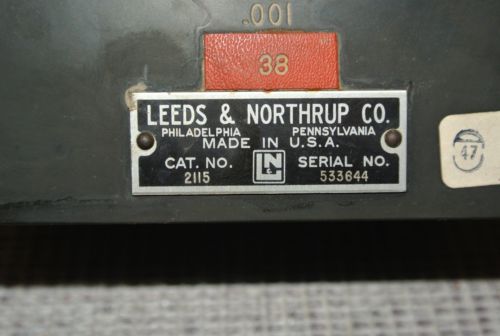 .001
38
LEEDS & NORTHRUP CO.
PHILADELPHIA PENNSYLVANIA
MADE IN U.S.A.
CAT. NO. L&N SERIAL NO.
2115 533644
47